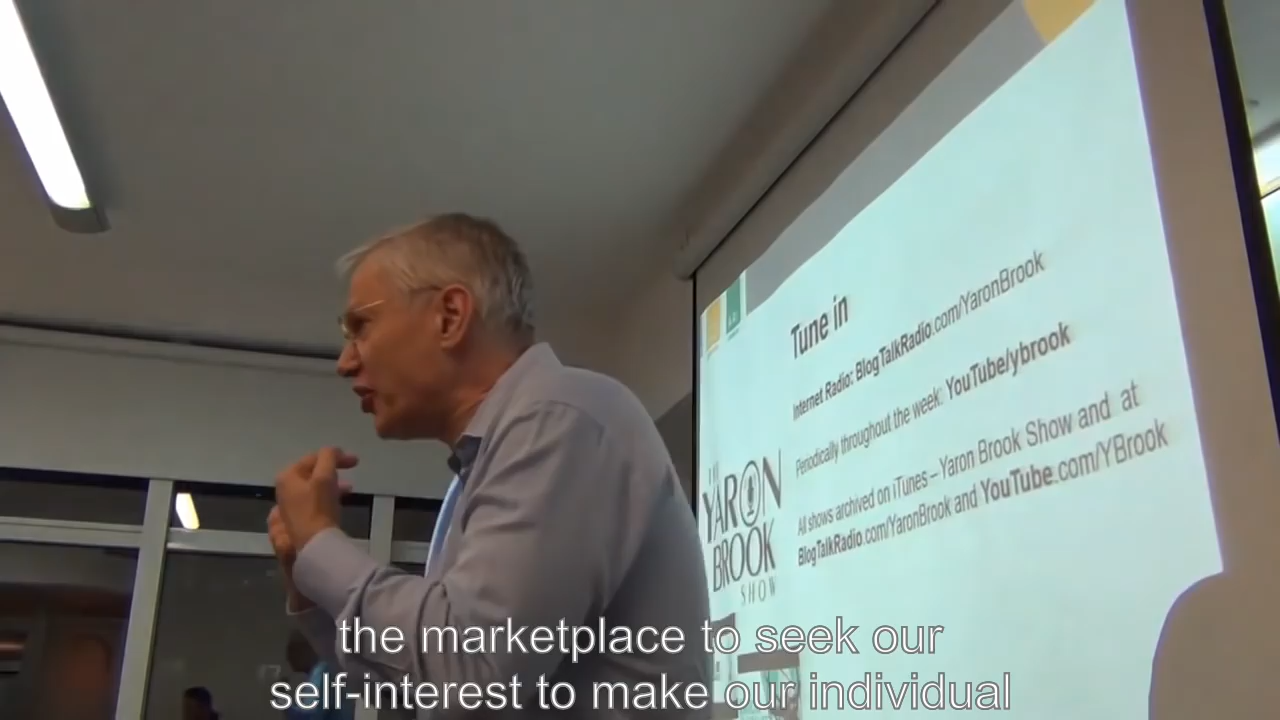 Tune in
Internet Radio: BlogTalkRadio.com/YaronBrook
Periodically throughout the week: YouTube/ybrook
All shows archived on iTunes – Yaron Brook Show and at
BlogTalkRadio.com/YaronBrook and YouTube.com/YBrook
THE
YARON
BROOK
SHOW
the marketplace to seek our
self-interest to make our individual